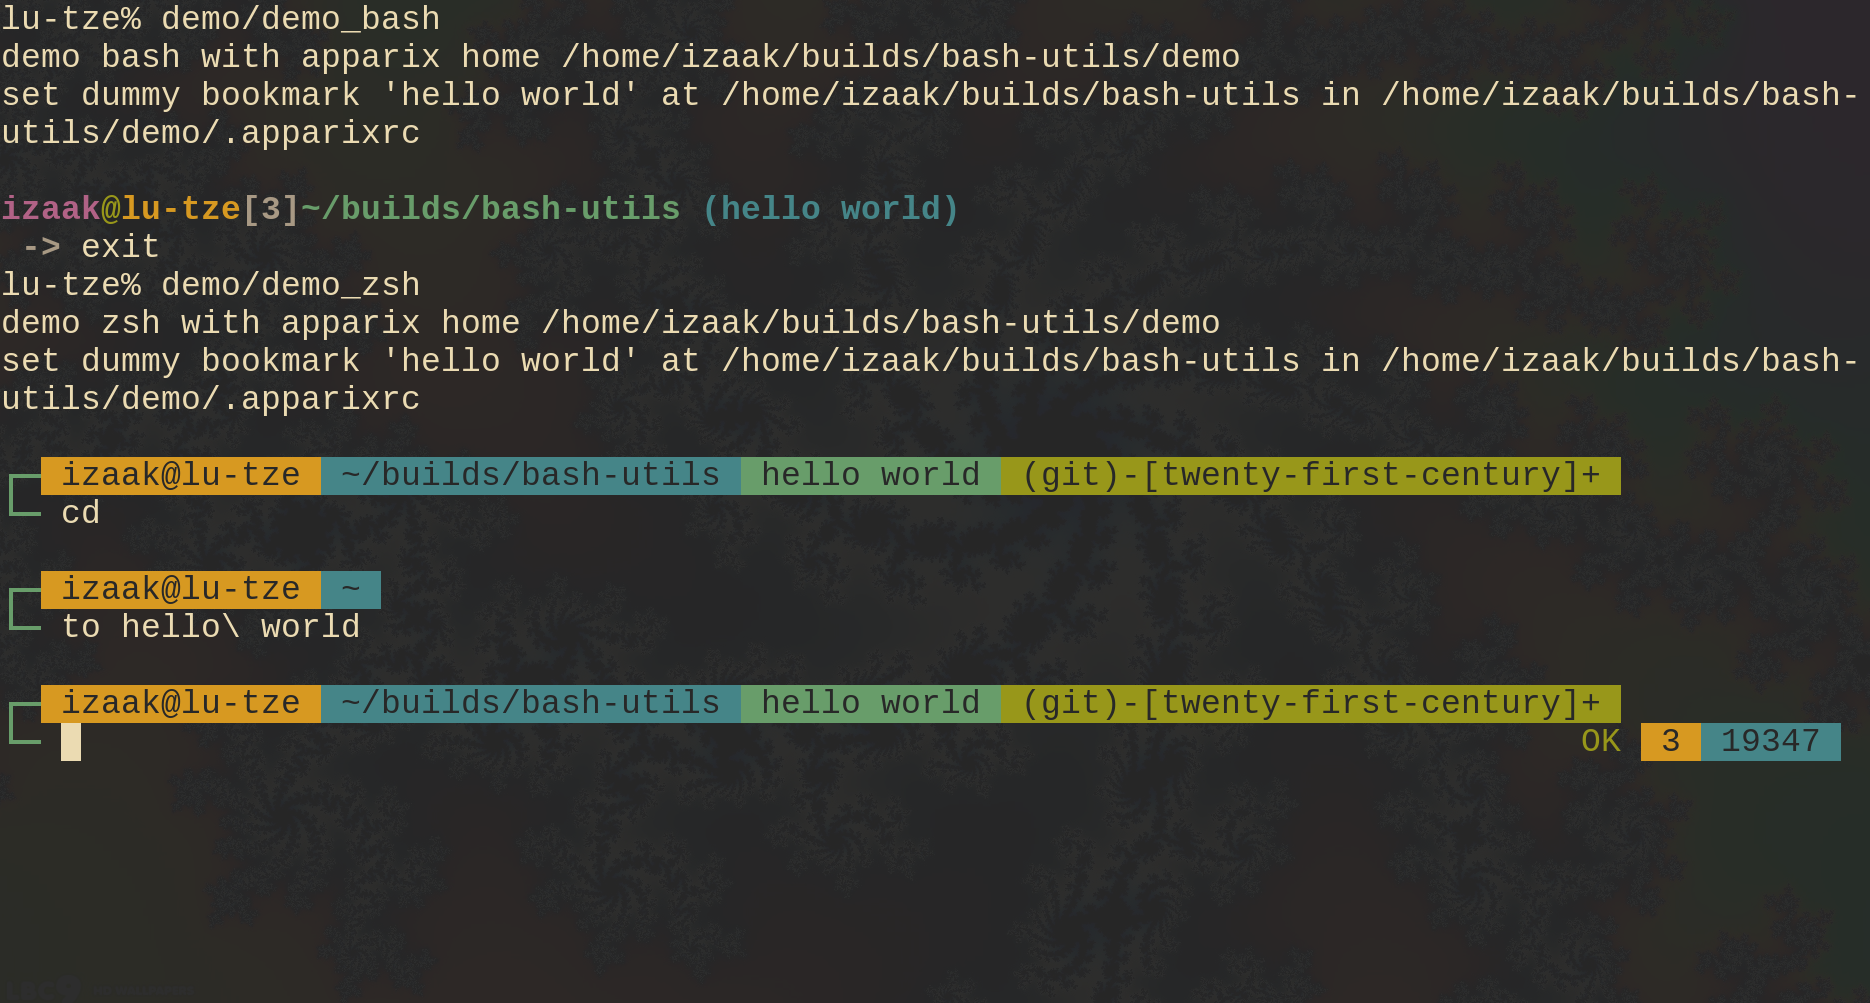 lu-tze% demo/demo_bash
demo bash with apparix home /home/izaak/builds/bash-utils/demo
set dummy bookmark 'hello world' at /home/izaak/builds/bash-utils in /home/izaak/builds/bash-
utils/demo/.apparixrc
izaak@lu-tze[3]~/builds/bash-utils (hello world)
-> exit
lu-tze% demo/demo_zsh
demo zsh with apparix home /home/izaak/builds/bash-utils/demo
set dummy bookmark 'hello world' at /home/izaak/builds/bash-utils in /home/izaak/builds/bash-
utils/demo/.apparixrc
izaak@lu-tze ~/builds/bash-utils hello world (git)-[twenty-first-century]+
cd
izaak@lu-tze ~
to hello\ world
izaak@lu-tze ~/builds/bash-utils hello world (git)-[twenty-first-century]+
OK 3 19347